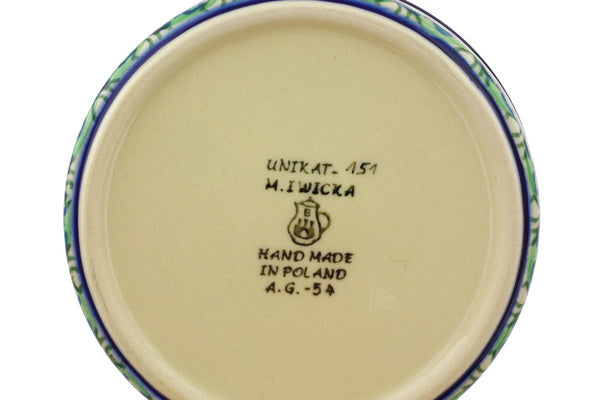 UNIKAT- 151
M.IWICKA
B
HAND MADE
IN POLAND
A.G.-54